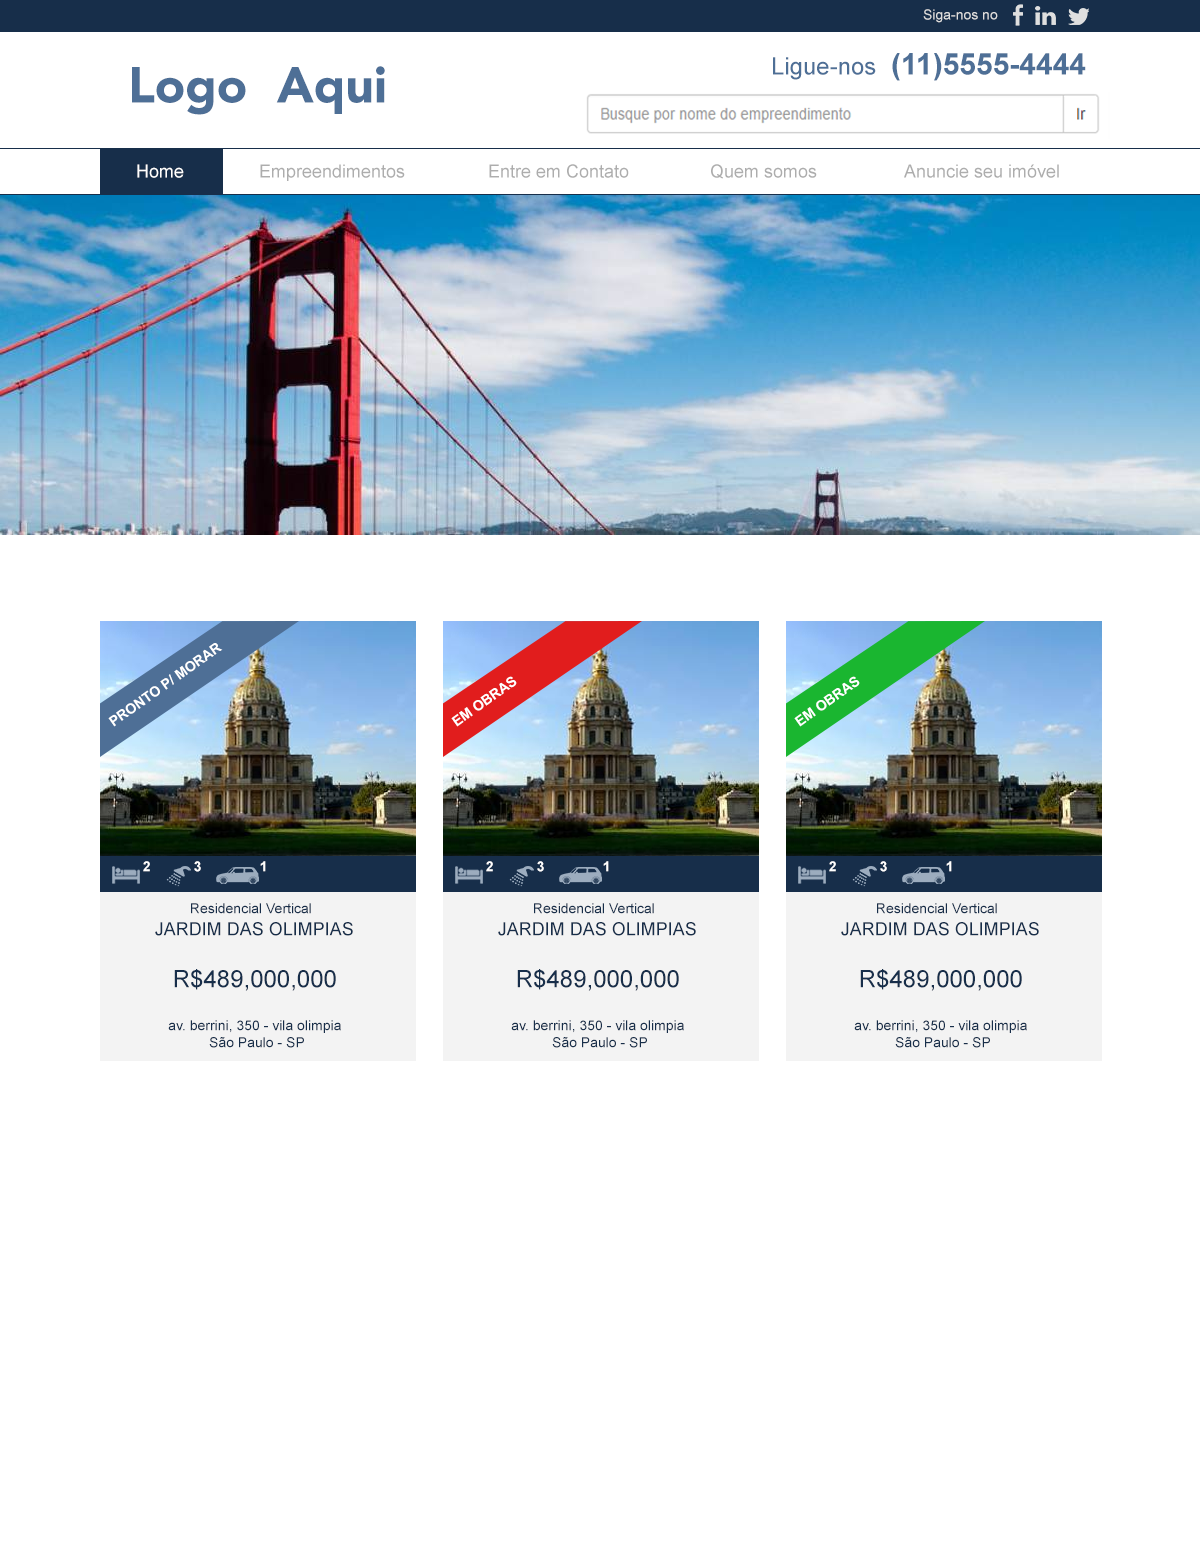 Siga-nos no
Logo Aqui
Ligue-nos (11)5555-4444
Busque por nome do empreendimento Ir
Home Empreendimentos Entre em Contato Quem somos Anuncie seu imóvel
PRONTO P/ MORAR
2 3 1
Residencial Vertical
JARDIM DAS OLIMPIAS
R$489,000,000
av. berrini, 350 - vila olimpia
São Paulo - SP
EM OBRAS
2 3 1
Residencial Vertical
JARDIM DAS OLIMPIAS
R$489,000,000
av. berrini, 350 - vila olimpia
São Paulo - SP
EM OBRAS
2 3 1
Residencial Vertical
JARDIM DAS OLIMPIAS
R$489,000,000
av. berrini, 350 - vila olimpia
São Paulo - SP